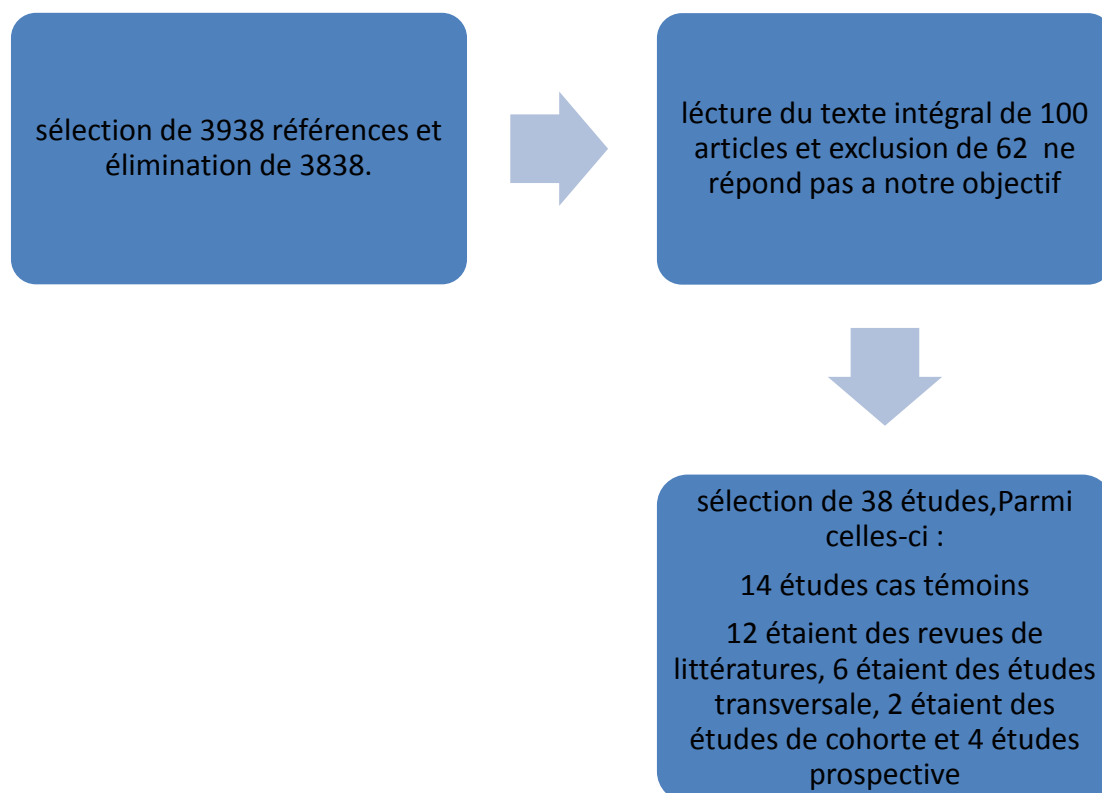 sélection de 3938 références et
élimination de 3838.
lécture du texte intégral de 100
articles et exclusion de 62 ne
répond pas a notre objectif
sélection de 38 études,Parmi
celles-ci :
14 études cas témoins
12 étaient des revues de
littératures, 6 étaient des études
transversale, 2 étaient des
études de cohorte et 4 études
prospective